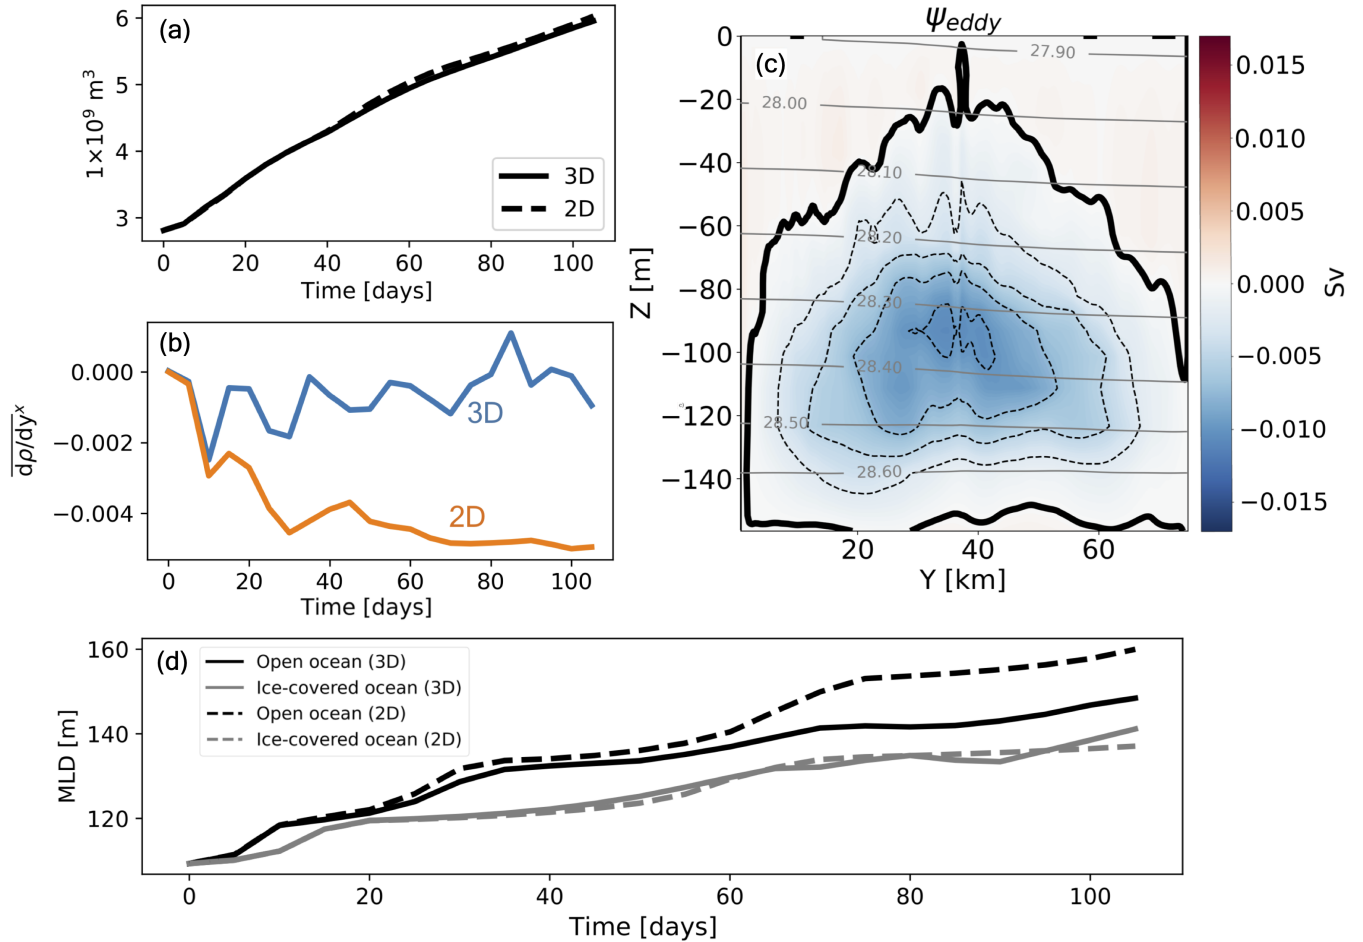 (a)
1×10⁹ m³
6
5
4
3
3D
2D
0
20
40
60
80
100
Time [days]
(b)
dρ/dyˣ
0.000
−0.002
−0.004
3D
2D
0
20
40
60
80
100
Time [days]
ψeddy
(c)
Z [m]
0
−20
−40
−60
−80
−100
−120
−140
27.90
28.00
28.10
28.20
28.30
28.40
28.50
28.60
20
40
60
Y [km]
0.015
0.010
0.005
0.000
−0.005
−0.010
−0.015
Sv
(d)
MLD [m]
160
140
120
Open ocean (3D)
Ice-covered ocean (3D)
Open ocean (2D)
Ice-covered ocean (2D)
0
20
40
60
80
100
Time [days]